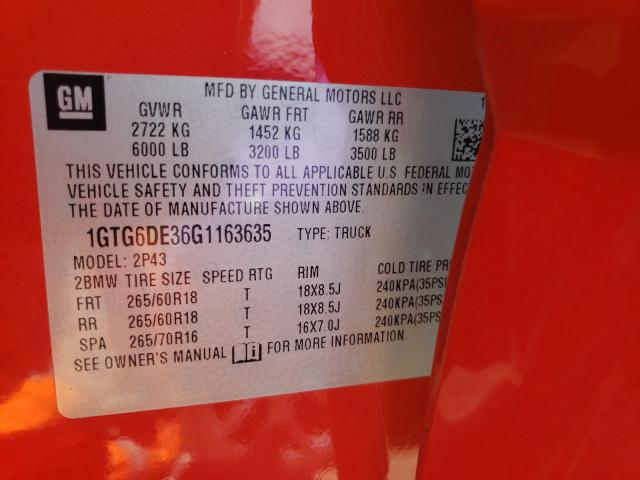 GM
MFD BY GENERAL MOTORS LLC
GVWR GAWR FRT GAWR RR
2722 KG 1452 KG 1588 KG
6000 LB 3200 LB 3500 LB
THIS VEHICLE CONFORMS TO ALL APPLICABLE U.S. FEDERAL MOT
VEHICLE SAFETY AND THEFT PREVENTION STANDARDS IN EFFEC
THE DATE OF MANUFACTURE SHOWN ABOVE.
1GTG6DE36G1163635 TYPE: TRUCK
MODEL: 2P43
2BMW TIRE SIZE SPEED RTG RIM COLD TIRE PR
FRT 265/60R18 T 18X8.5J 240KPA(35PSI
RR 265/60R18 T 18X8.5J 240KPA(35PS
SPA 265/70R16 T 16X7.0J 240KPA(35PS
SEE OWNER'S MANUAL FOR MORE INFORMATION.